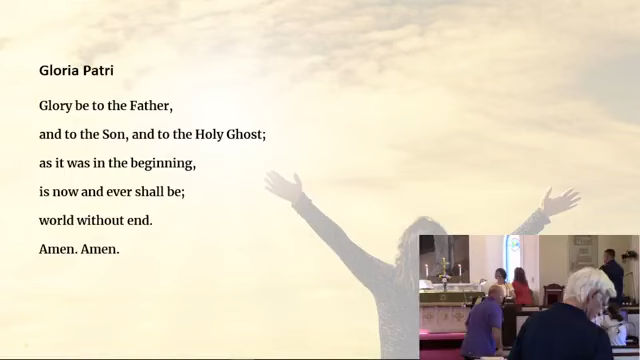 Gloria Patri
Glory be to the Father,
and to the Son, and to the Holy Ghost;
as it was in the beginning,
is now and ever shall be;
world without end.
Amen. Amen.